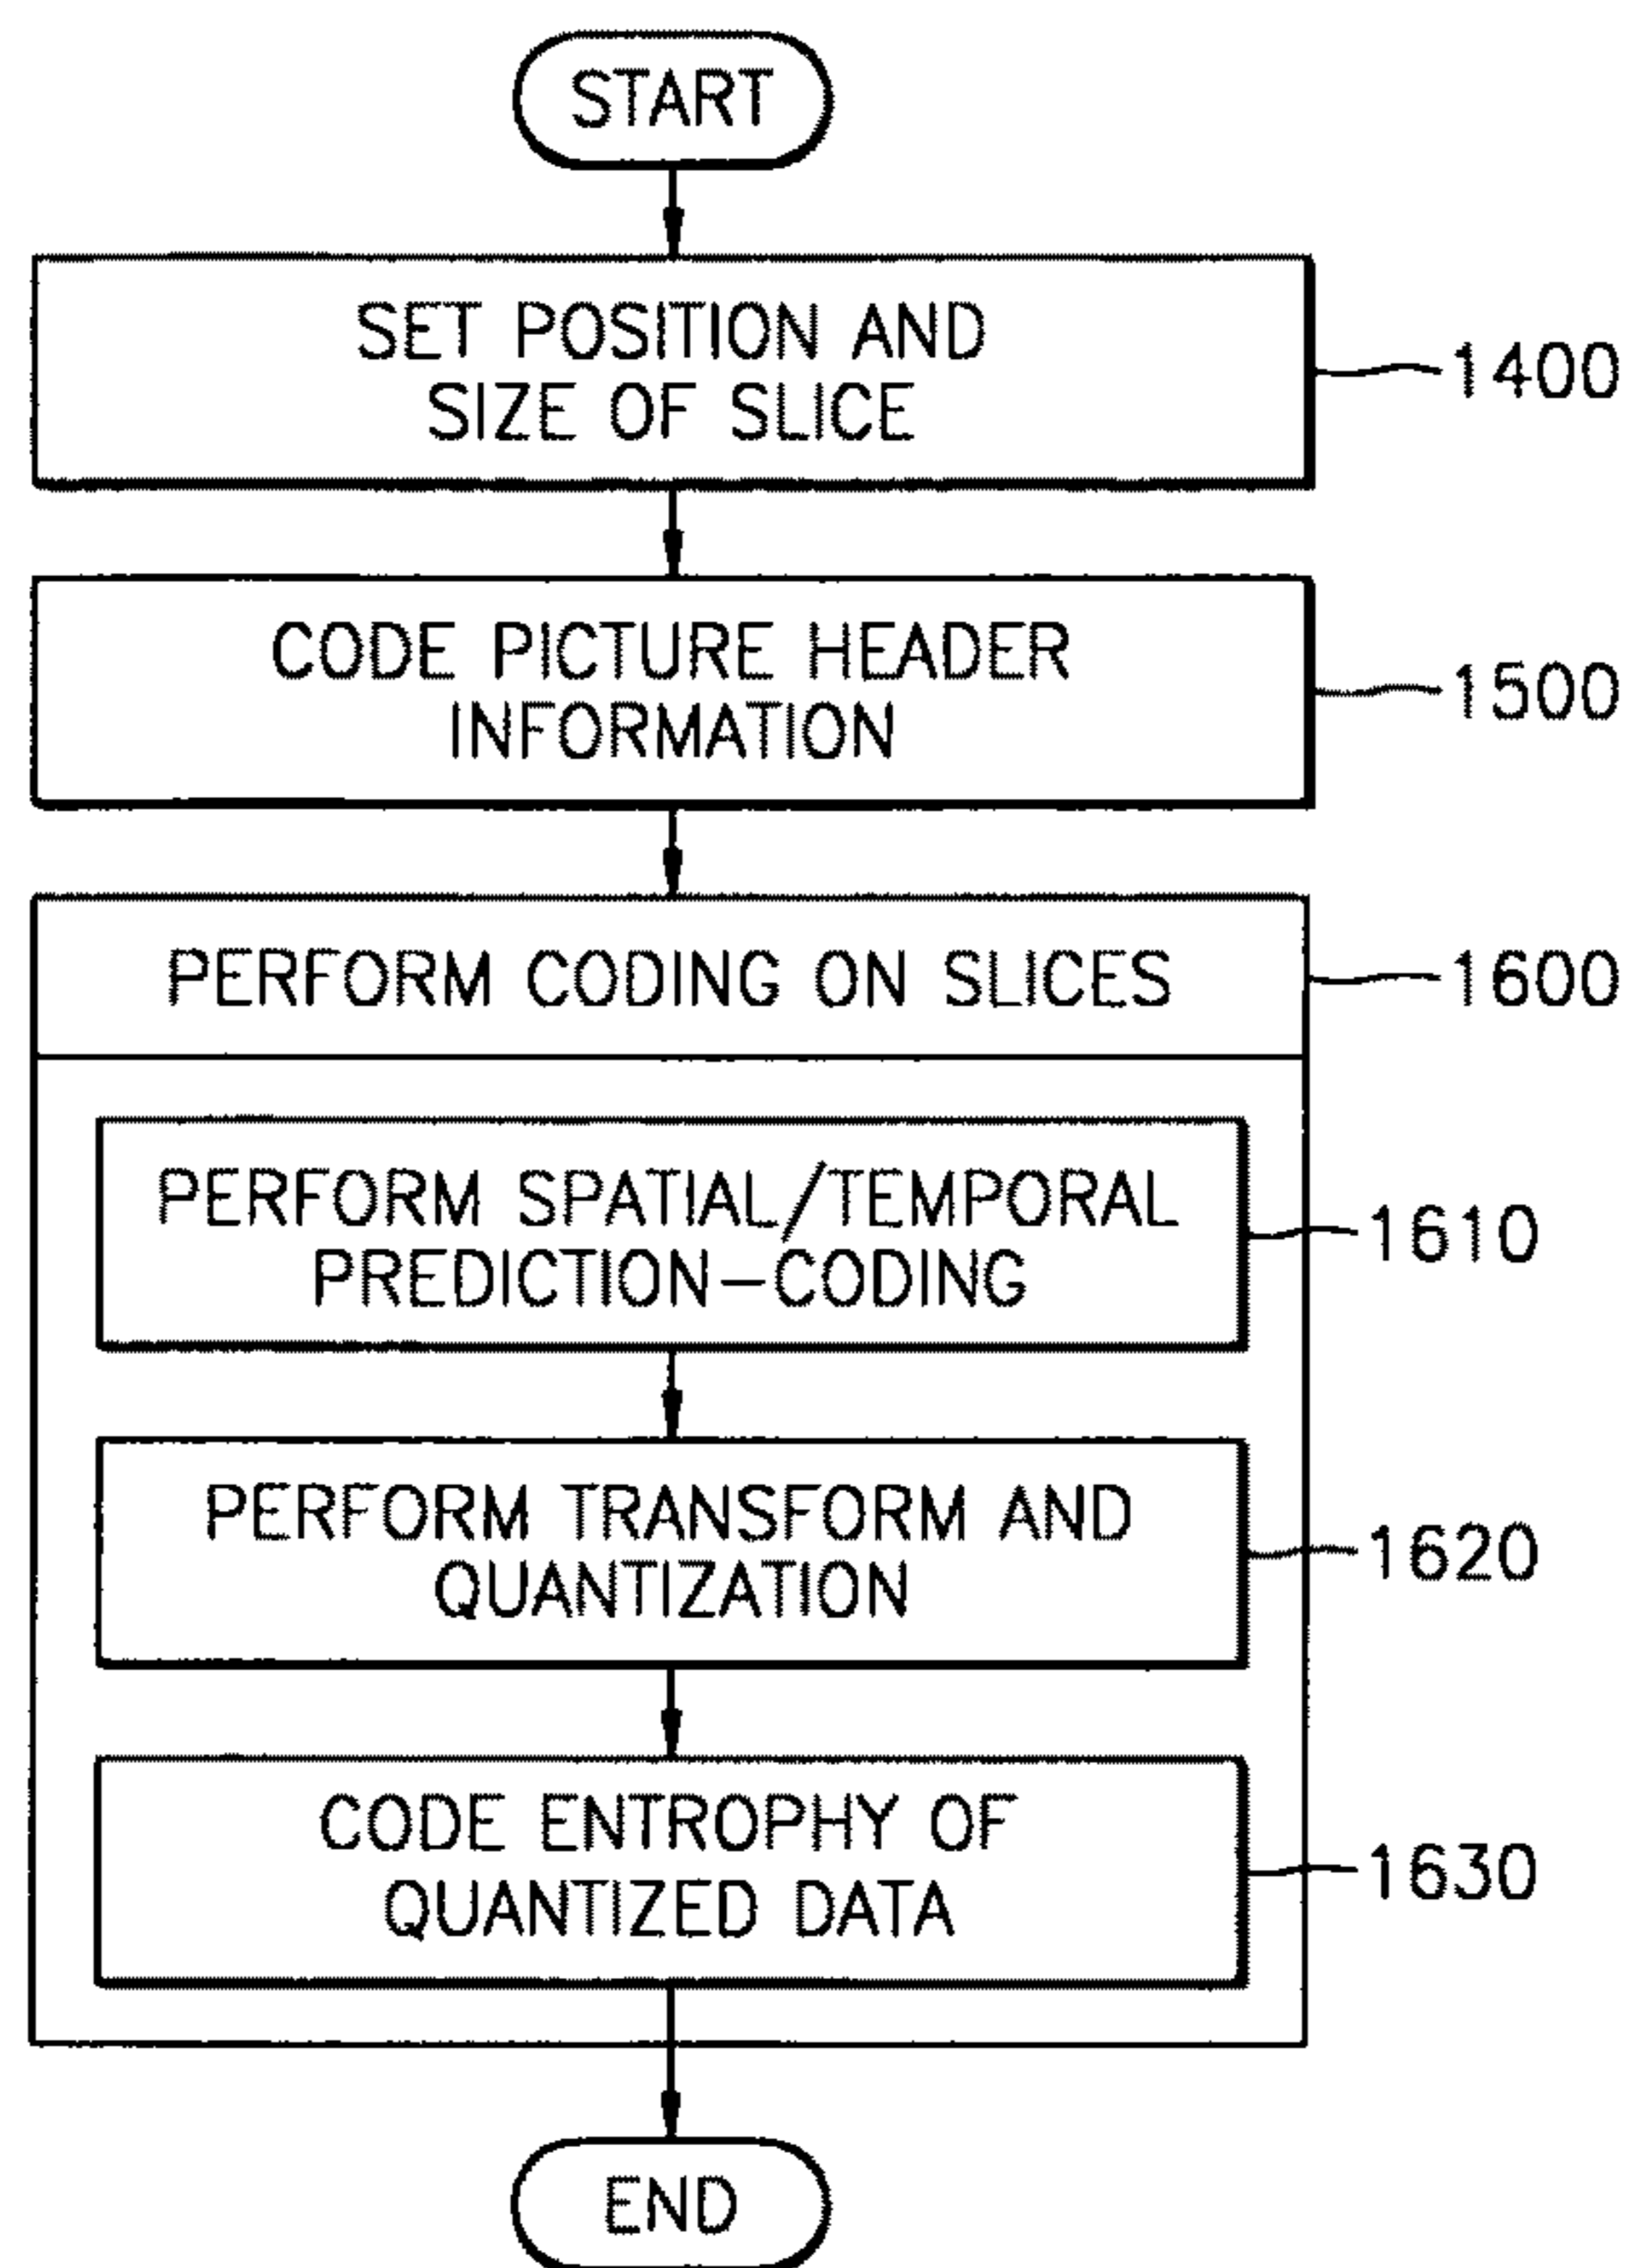 START
SET POSITION AND
SIZE OF SLICE
1400
CODE PICTURE HEADER
INFORMATION
1500
PERFORM CODING ON SLICES
1600
PERFORM SPATIAL/TEMPORAL
PREDICTION-CODING
1610
PERFORM TRANSFORM AND
QUANTIZATION
1620
CODE ENTROPHY OF
QUANTIZED DATA
1630
END